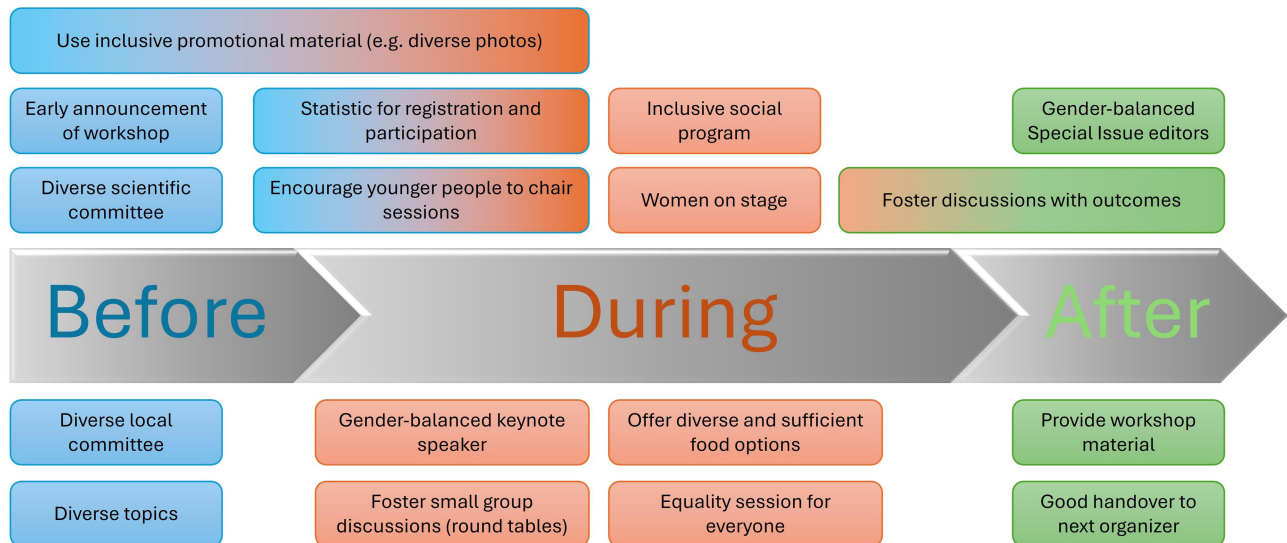 Use inclusive promotional material (e.g. diverse photos)
Early announcement
of workshop
Statistic for registration and
participation
Inclusive social
program
Gender-balanced
Special Issue editors
Diverse scientific
committee
Encourage younger people to chair
sessions
Women on stage
Foster discussions with outcomes
Before
During
After
Diverse local
committee
Gender-balanced keynote
speaker
Offer diverse and sufficient
food options
Provide workshop
material
Diverse topics
Foster small group
discussions (round tables)
Equality session for
everyone
Good handover to
next organizer